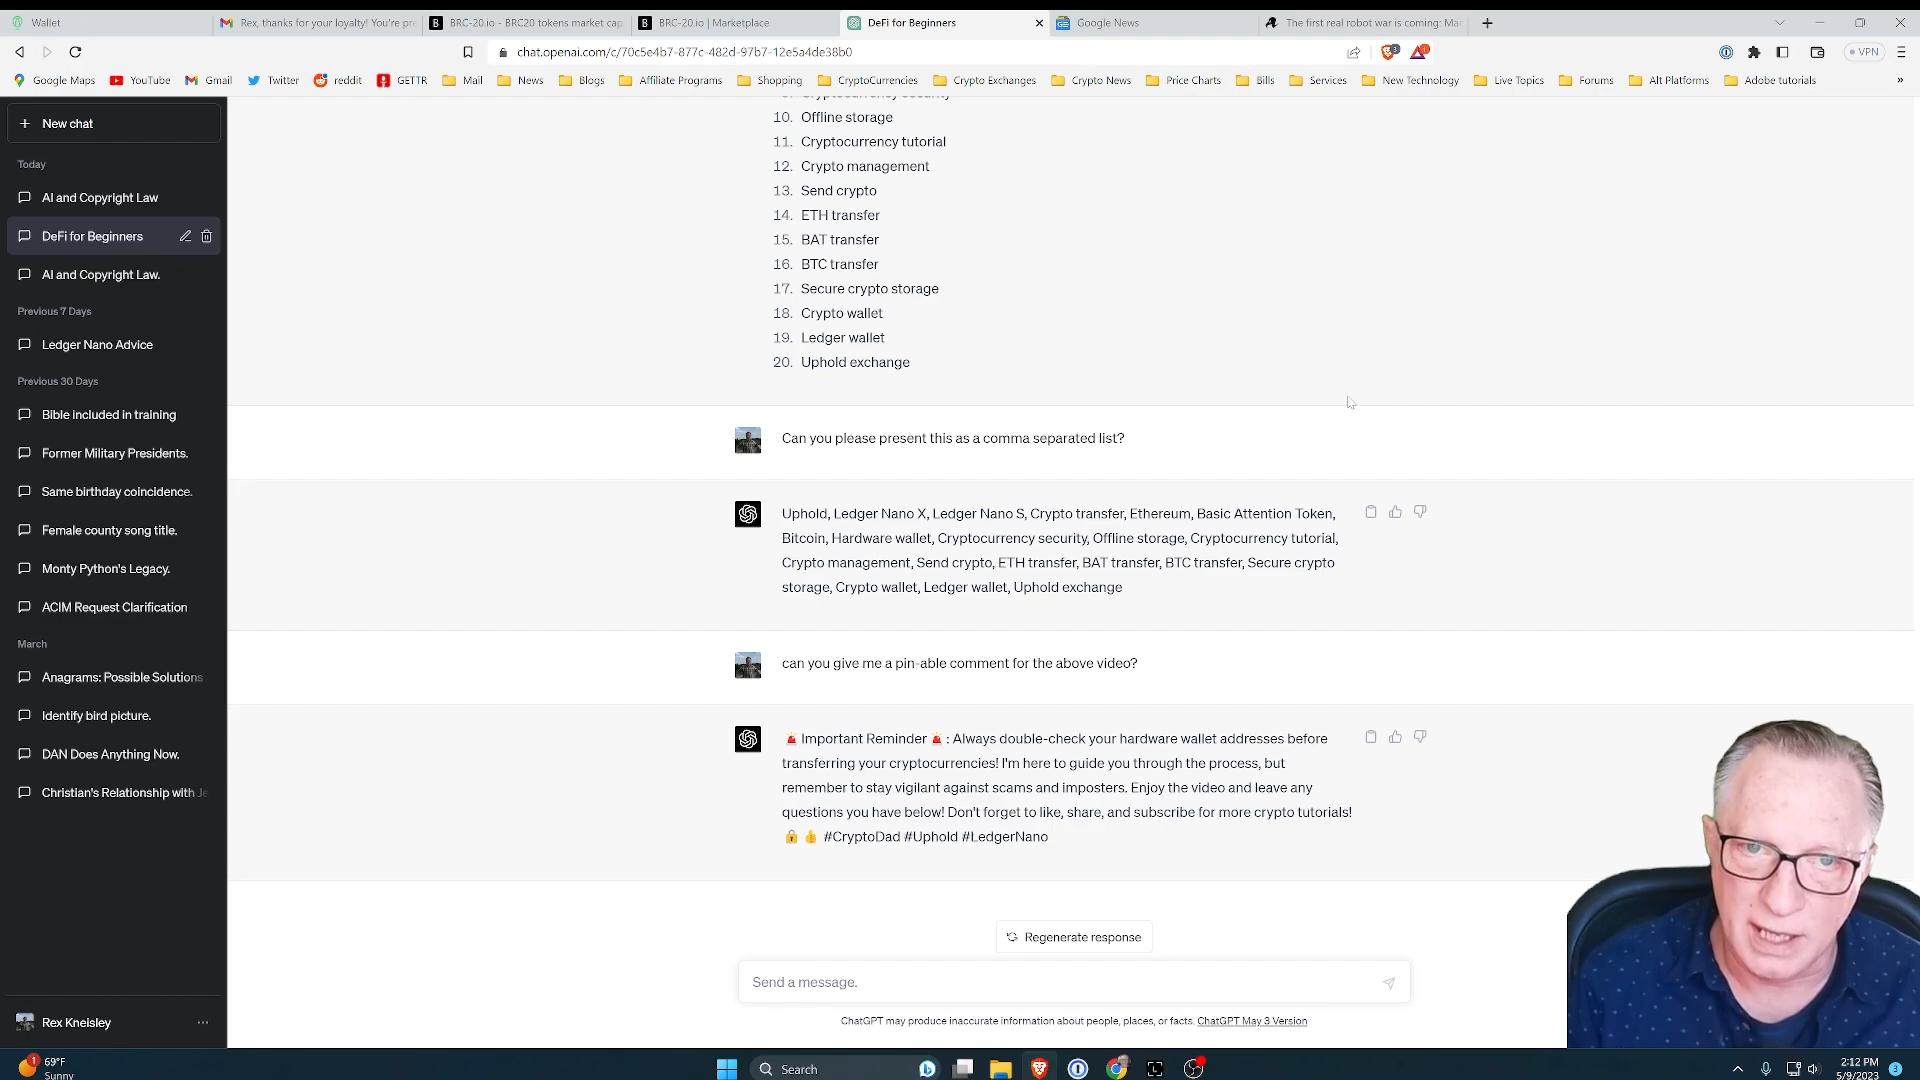 Wallet
Rex, thanks for your loyalty! You're pre
BRC-20.io - BRC20 tokens market cap
BRC-20.io | Marketplace
DeFi for Beginners
Google News
The first real robot war is coming: Mac
chat.openai.com/c/70c5e4b7-877c-482d-97b7-12e5a4de38b0
VPN
Google Maps
YouTube
Gmail
Twitter
reddit
GETTR
Mail
News
Blogs
Affiliate Programs
Shopping
CryptoCurrencies
Crypto Exchanges
Crypto News
Price Charts
Bills
Services
New Technology
Live Topics
Forums
Alt Platforms
Adobe tutorials
»
New chat
Today
AI and Copyright Law
DeFi for Beginners
AI and Copyright Law.
Previous 7 Days
Ledger Nano Advice
Previous 30 Days
Bible included in training
Former Military Presidents.
Same birthday coincidence.
Female county song title.
Monty Python's Legacy.
ACIM Request Clarification
March
Anagrams: Possible Solutions
Identify bird picture.
DAN Does Anything Now.
Christian's Relationship with Je
Rex Kneisley
9. Cryptocurrency security
10. Offline storage
11. Cryptocurrency tutorial
12. Crypto management
13. Send crypto
14. ETH transfer
15. BAT transfer
16. BTC transfer
17. Secure crypto storage
18. Crypto wallet
19. Ledger wallet
20. Uphold exchange
Can you please present this as a comma separated list?
Uphold, Ledger Nano X, Ledger Nano S, Crypto transfer, Ethereum, Basic Attention Token,
Bitcoin, Hardware wallet, Cryptocurrency security, Offline storage, Cryptocurrency tutorial,
Crypto management, Send crypto, ETH transfer, BAT transfer, BTC transfer, Secure crypto
storage, Crypto wallet, Ledger wallet, Uphold exchange
can you give me a pin-able comment for the above video?
🚨Important Reminder🚨: Always double-check your hardware wallet addresses before
transferring your cryptocurrencies! I'm here to guide you through the process, but
remember to stay vigilant against scams and imposters. Enjoy the video and leave any
questions you have below! Don't forget to like, share, and subscribe for more crypto tutorials!
🔒👍 #CryptoDad #Uphold #LedgerNano
Regenerate response
Send a message.
ChatGPT may produce inaccurate information about people, places, or facts. ChatGPT May 3 Version
1
69°F
Sunny
Search
2:12 PM
5/9/2023
3